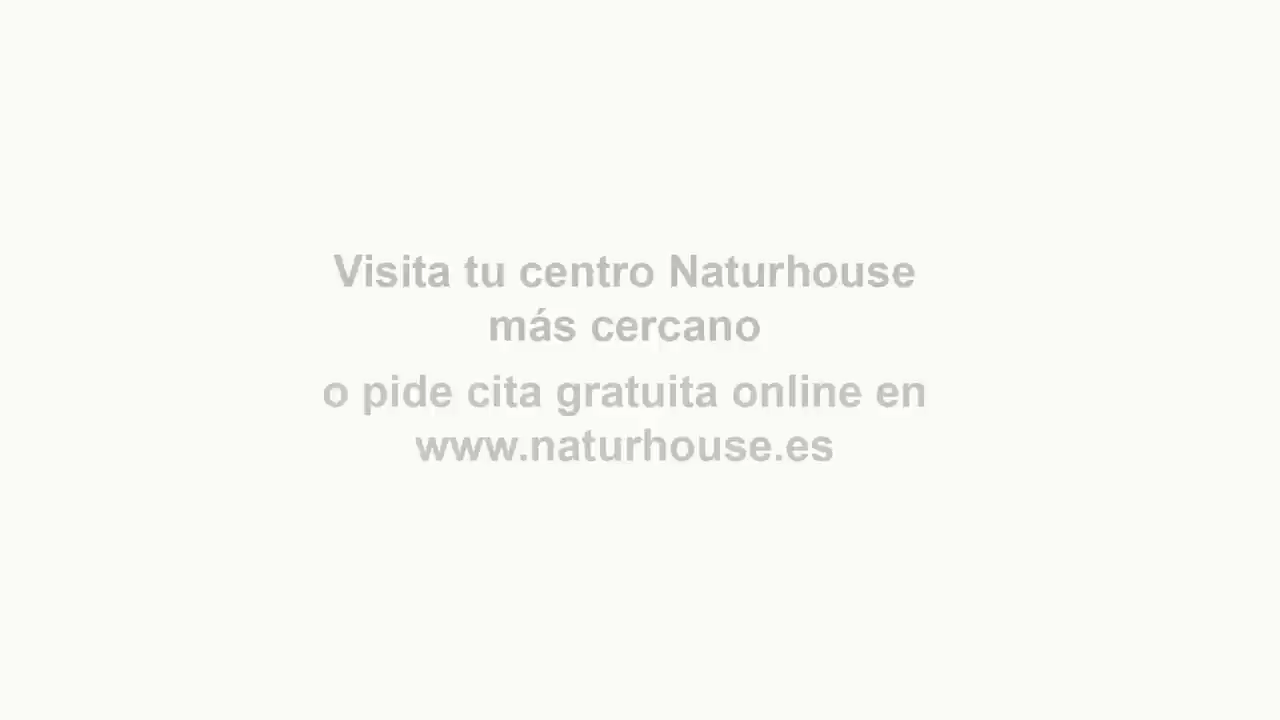 Visita tu centro Naturhouse
más cercano
o pide cita gratuita online en
www.naturhouse.es